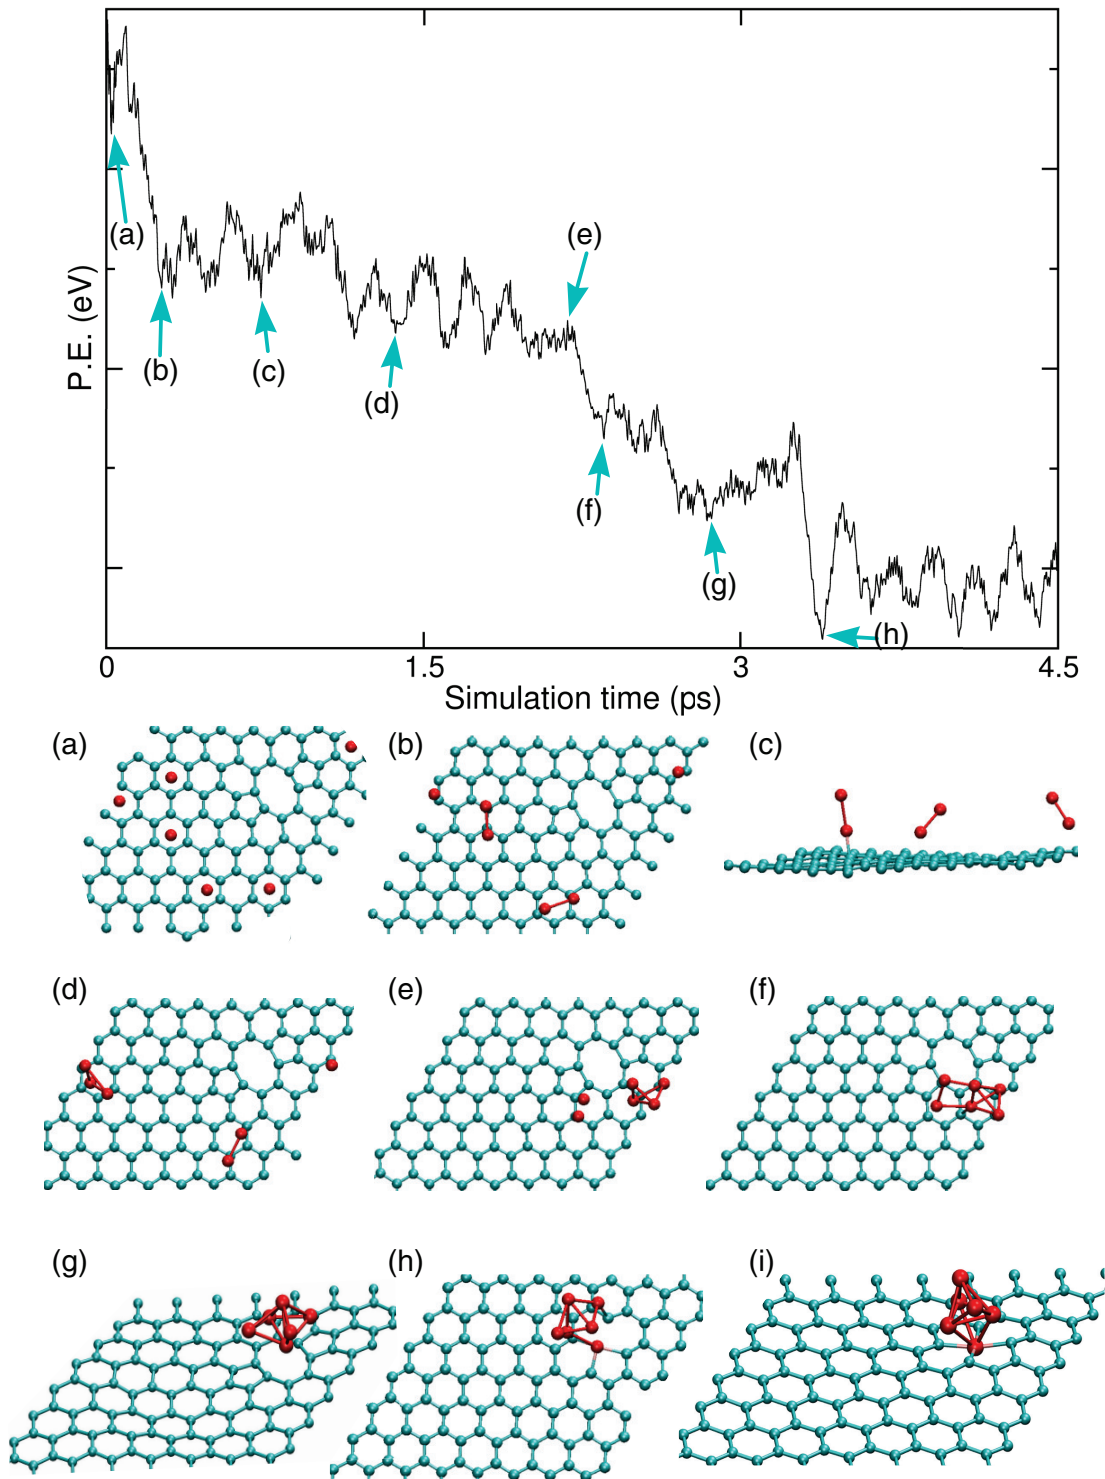 P.E. (eV)
(a)
(b)
(c)
(d)
(e)
(f)
(g)
(h)
0
1.5
3
4.5
Simulation time (ps)
(a)
(b)
(c)
(d)
(e)
(f)
(g)
(h)
(i)